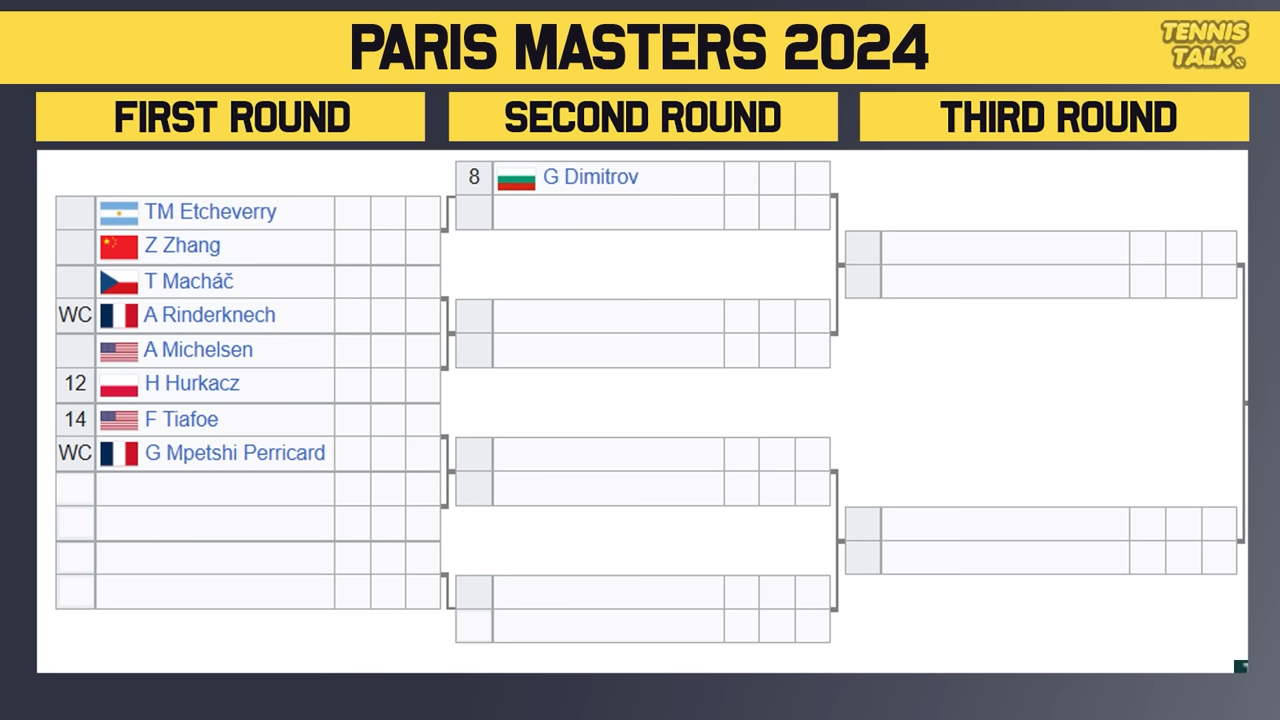 PARIS MASTERS 2024
TENNIS
TALK
FIRST ROUND
SECOND ROUND
THIRD ROUND
8 G Dimitrov
TM Etcheverry
Z Zhang
T Macháč
WC A Rinderknech
A Michelsen
12 H Hurkacz
14 F Tiafoe
WC G Mpetshi Perricard